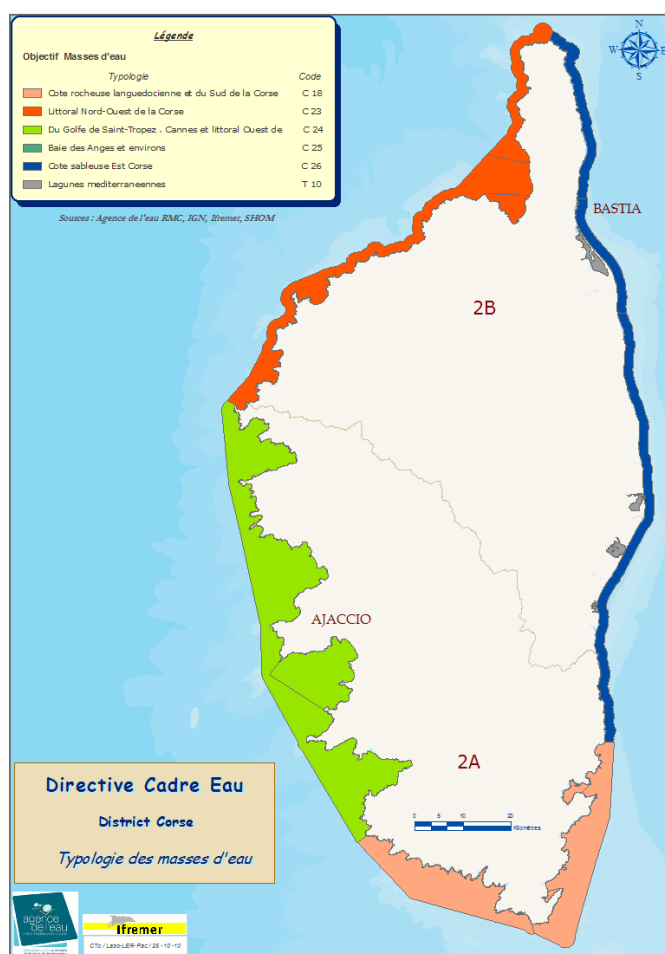 Légende
Objectif Masses d'eau
Typologie Code
Cote rocheuse languedocienne et du Sud de la Corse C 18
Littoral Nord-Ouest de la Corse C 23
Du Golfe de Saint-Tropez . Cannes et littoral Ouest de C 24
Baie des Anges et environs C 25
Cote sableuse Est Corse C 26
Lagunes mediterraneennes T 10
Sources : Agence de l'eau RMC, IGN, Ifremer, SHOM
N
W E
S
BASTIA
2B
AJACCIO
2A
0 5 10 20
Kilomètres
Directive Cadre Eau
District Corse
Typologie des masses d'eau
agence
de l'eau
Ifremer
CTo / Labo-LER-Pac / 25 - 10 -10